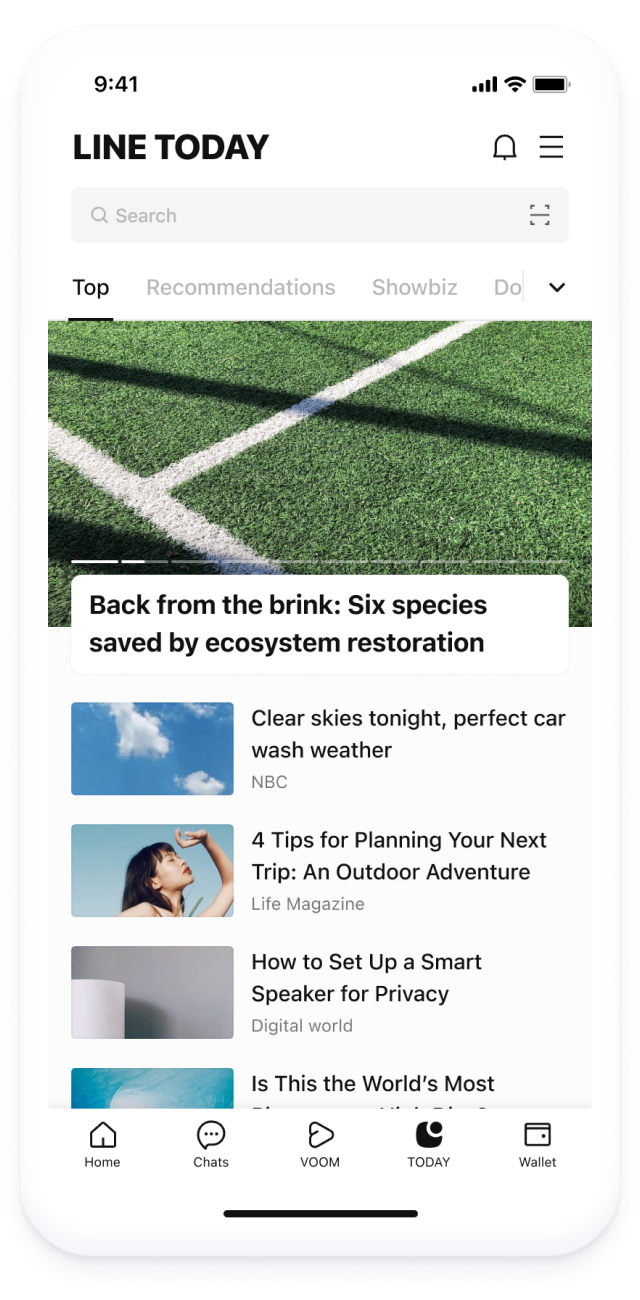 9:41
LINE TODAY
Search
Top Recommendations Showbiz Do
Back from the brink: Six species
saved by ecosystem restoration
Clear skies tonight, perfect car
wash weather
NBC
4 Tips for Planning Your Next
Trip: An Outdoor Adventure
Life Magazine
How to Set Up a Smart
Speaker for Privacy
Digital world
Is This the World’s Most
Home Chats VOOM TODAY Wallet